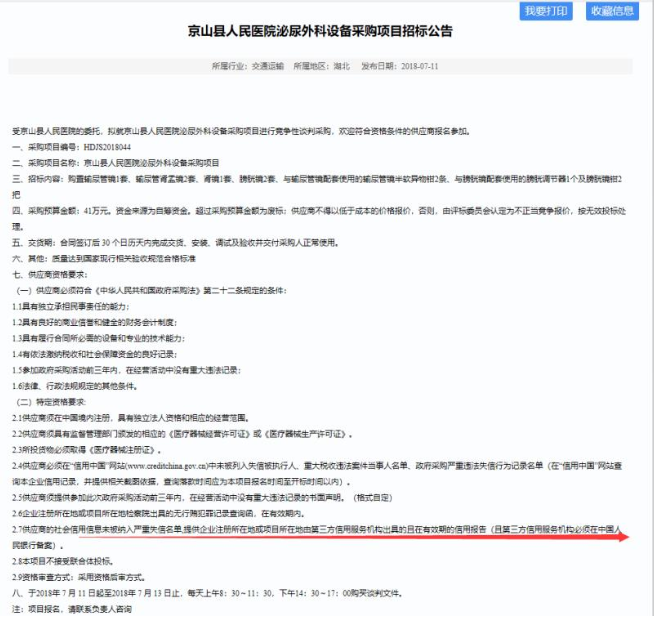 我要打印 收藏信息
京山县人民医院泌尿外科设备采购项目招标公告
所属行业：交通运输 所属地区：湖北 发布日期：2018-07-11
受京山县人民医院的委托，拟就京山县人民医院泌尿外科设备采购项目进行竞争性谈判采购，欢迎符合资格条件的供应商报名参加。
一、采购项目编号：HDJS2018044
二、采购项目名称：京山县人民医院泌尿外科设备采购项目
三、招标内容：购置输尿管镜1套、输尿管肾盂镜2套、肾镜1套、膀胱镜2套、与输尿管镜配套使用的输尿管镜半软异物钳2条、与膀胱镜配套使用的膀胱调节器1个及膀胱镜钳2
把
四、采购预算金额：41万元。资金来源为自筹资金。超过采购预算金额为废标；供应商不得以低于成本的价格报价，否则，由评标委员会认定为不正当竞争报价，按无效投标处
理。
五、交货期：合同签订后 30 个日历天内完成交货、安装、调试及验收并交付采购人正常使用。
六、其他：质量达到国家现行相关验收规范合格标准
七、供应商资格要求：
（一）供应商必须符合《中华人民共和国政府采购法》第二十二条规定的条件：
1.1具有独立承担民事责任的能力；
1.2具有良好的商业信誉和健全的财务会计制度；
1.3具有履行合同所必需的设备和专业的技术能力；
1.4有依法缴纳税收和社会保障资金的良好记录；
1.5参加政府采购活动前三年内，在经营活动中没有重大违法记录；
1.6法律、行政法规规定的其他条件。
（二）特定资格要求:
2.1供应商须在中国境内注册，具有独立法人资格和相应的经营范围。
2.2供应商须具有监督管理部门颁发的相应的《医疗器械经营许可证》或《医疗器械生产许可证》。
2.3所投货物必须取得《医疗器械注册证》。
2.4供应商必须在“信用中国”网站(www.creditchina.gov.cn)中未被列入失信被执行人、重大税收违法案件当事人名单、政府采购严重违法失信行为记录名单（在“信用中国”网站查
询本企业信用记录，并提供相关截图依据，查询落款时间应为本项目报名时间至开标时间以内）。
2.5供应商须提供参加此次政府采购活动前三年内，在经营活动中没有重大违法记录的书面声明。（格式自定）
2.6企业注册所在地或项目所在地检察院出具的无行贿犯罪记录查询函，在有效期内。
2.7供应商的社会信用信息未被纳入严重失信名单,提供企业注册所在地或项目所在地由第三方信用服务机构出具的且在有效期的信用报告（且第三方信用服务机构必须在中国人
民银行备案）。
2.8本项目不接受联合体投标。
2.9资格审查方式：采用资格后审方式。
八、于2018年 7 月 11 日起至2018年 7 月 13 日止，每天上午8：30～11：30，下午14：30～17：00购买谈判文件。
注：项目报名，请联系负责人咨询